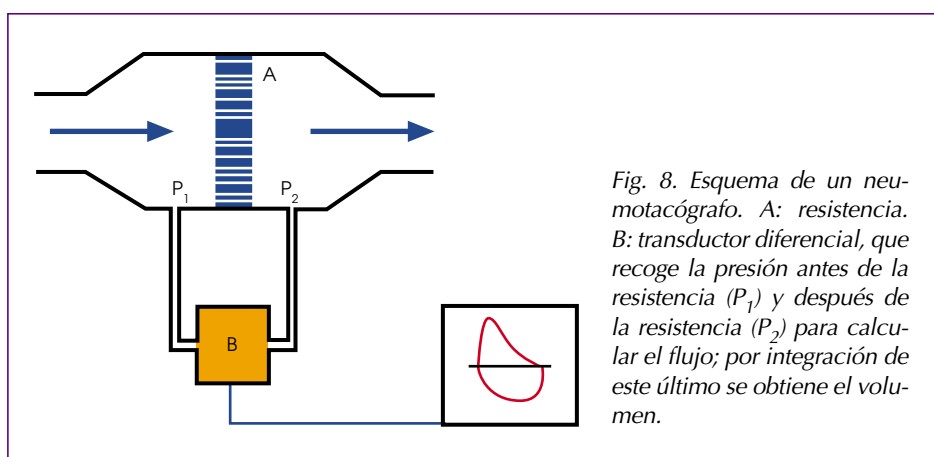 A
P1
P2
B
Fig. 8. Esquema de un neu-
motacógrafo. A: resistencia.
B: transductor diferencial, que
recoge la presión antes de la
resistencia (P1) y después de
la resistencia (P2) para calcu-
lar el flujo; por integración de
este último se obtiene el volu-
men.